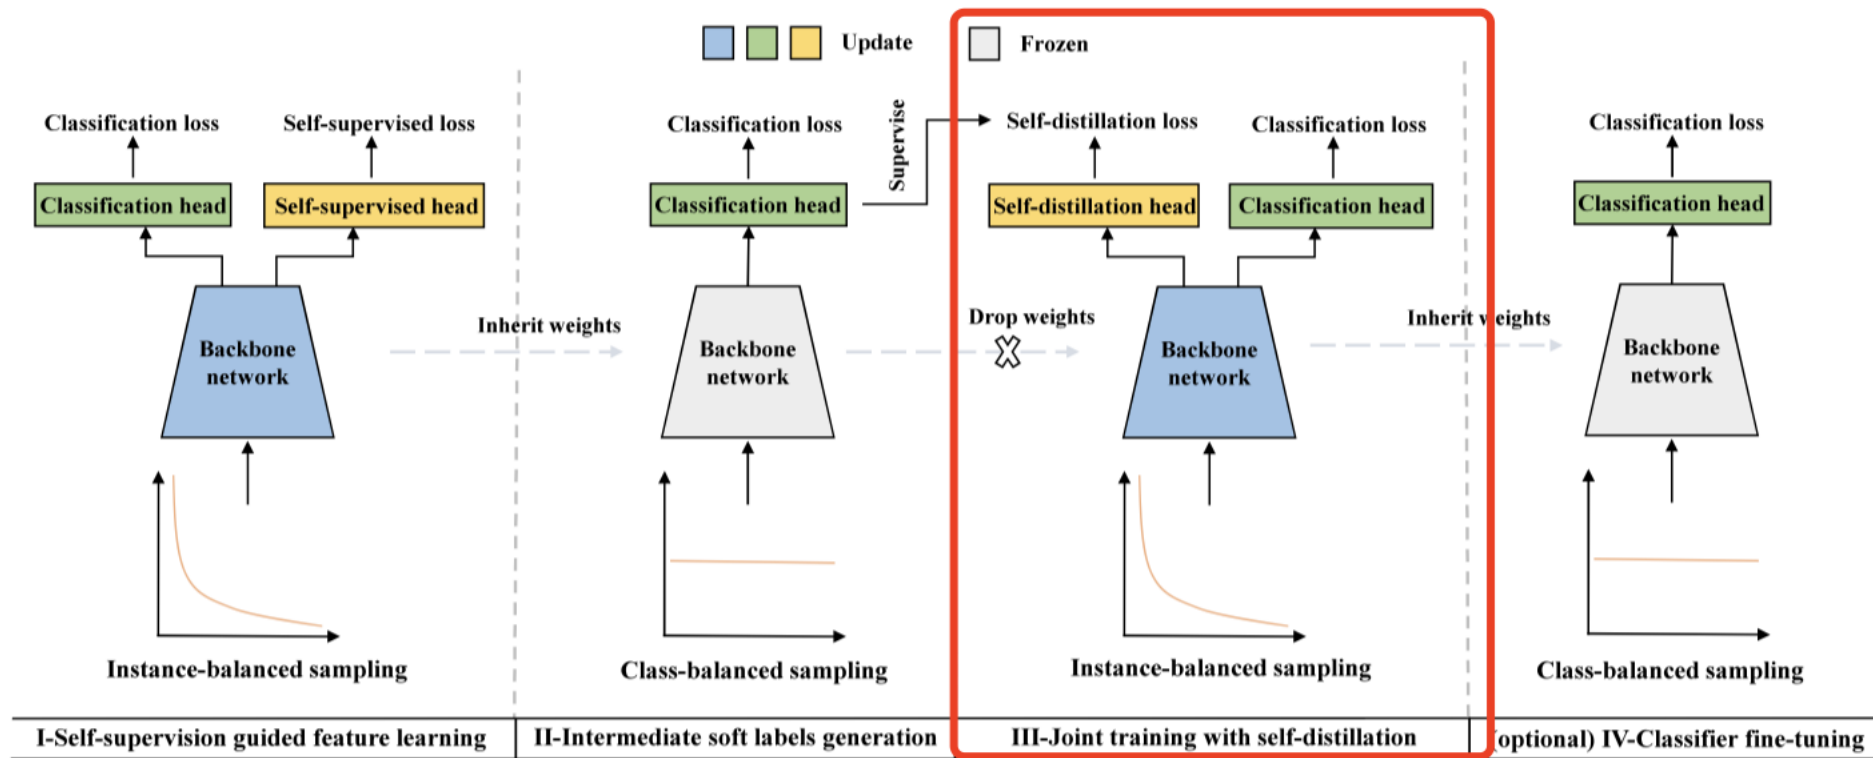 Update
Frozen
Classification loss
Self-supervised loss
Classification head
Self-supervised head
Backbone
network
Instance-balanced sampling
I-Self-supervision guided feature learning
Inherit weights
Classification loss
Classification head
Supervise
Backbone
network
Class-balanced sampling
II-Intermediate soft labels generation
Drop weights
Self-distillation loss
Classification loss
Self-distillation head
Classification head
Backbone
network
Instance-balanced sampling
III-Joint training with self-distillation
Inherit weights
Classification loss
Classification head
Backbone
network
Class-balanced sampling
(optional) IV-Classifier fine-tuning